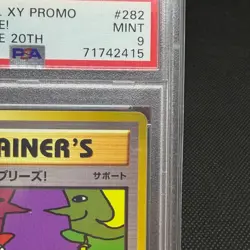 XY PROMO #282
E! MINT
E 20TH 9
PSA 71742415
AINER'S
プリーズ! サポート